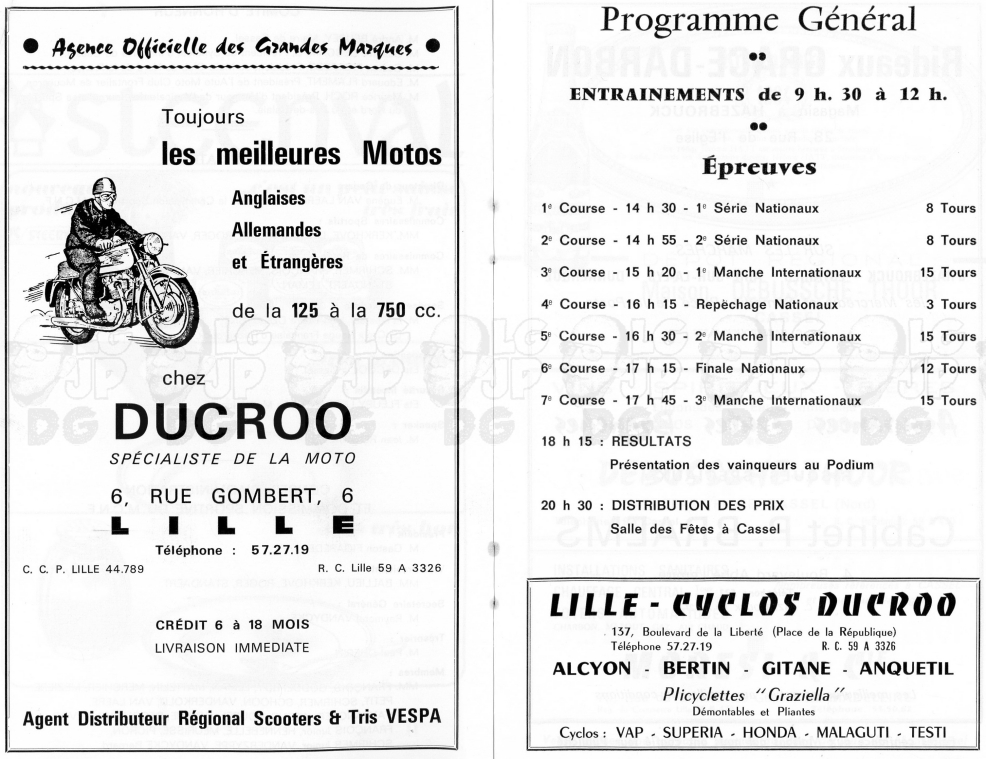 ● Agence Officielle des Grandes Marques ●
Toujours
les meilleures Motos
Anglaises
Allemandes
et Étrangères
de la 125 à la 750 cc.
chez
DUCROO
SPÉCIALISTE DE LA MOTO
6, RUE GOMBERT, 6
LILLE
Téléphone : 57.27.19
C. C. P. LILLE 44.789 R. C. Lille 59 A 3326
CRÉDIT 6 à 18 MOIS
LIVRAISON IMMEDIATE
Agent Distributeur Régional Scooters & Tris VESPA
Programme Général
ENTRAINEMENTS de 9 h. 30 à 12 h.
Épreuves
1e Course - 14 h 30 - 1e Série Nationaux 8 Tours
2e Course - 14 h 55 - 2e Série Nationaux 8 Tours
3e Course - 15 h 20 - 1e Manche Internationaux 15 Tours
4e Course - 16 h 15 - Repêchage Nationaux 3 Tours
5e Course - 16 h 30 - 2e Manche Internationaux 15 Tours
6e Course - 17 h 15 - Finale Nationaux 12 Tours
7e Course - 17 h 45 - 3e Manche Internationaux 15 Tours
18 h 15 : RESULTATS
Présentation des vainqueurs au Podium
20 h 30 : DISTRIBUTION DES PRIX
Salle des Fêtes à Cassel
LILLE - CYCLOS DUCROO
137, Boulevard de la Liberté (Place de la République)
Téléphone 57.27.19 R. C. 59 A 3326
ALCYON - BERTIN - GITANE - ANQUETIL
Plicyclettes "Graziella"
Démontables et Pliantes
Cyclos : VAP - SUPERIA - HONDA - MALAGUTI - TESTI
LG JP DG